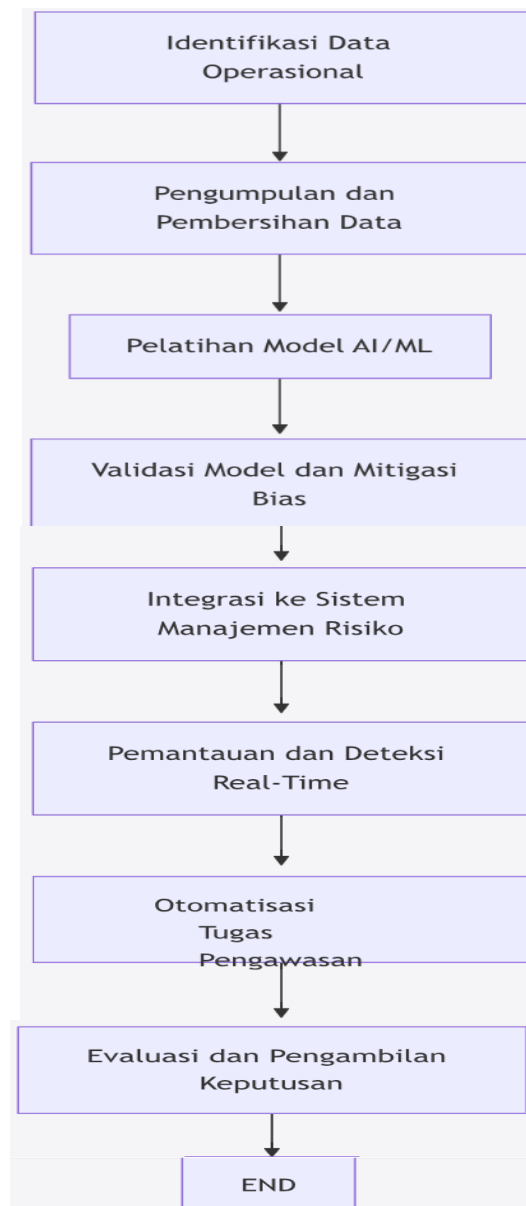 Identifikasi Data
Operasional
Pengumpulan dan
Pembersihan Data
Pelatihan Model AI/ML
Validasi Model dan Mitigasi
Bias
Integrasi ke Sistem
Manajemen Risiko
Pemantauan dan Deteksi
Real-Time
Otomatisasi
Tugas
Pengawasan
Evaluasi dan Pengambilan
Keputusan
END